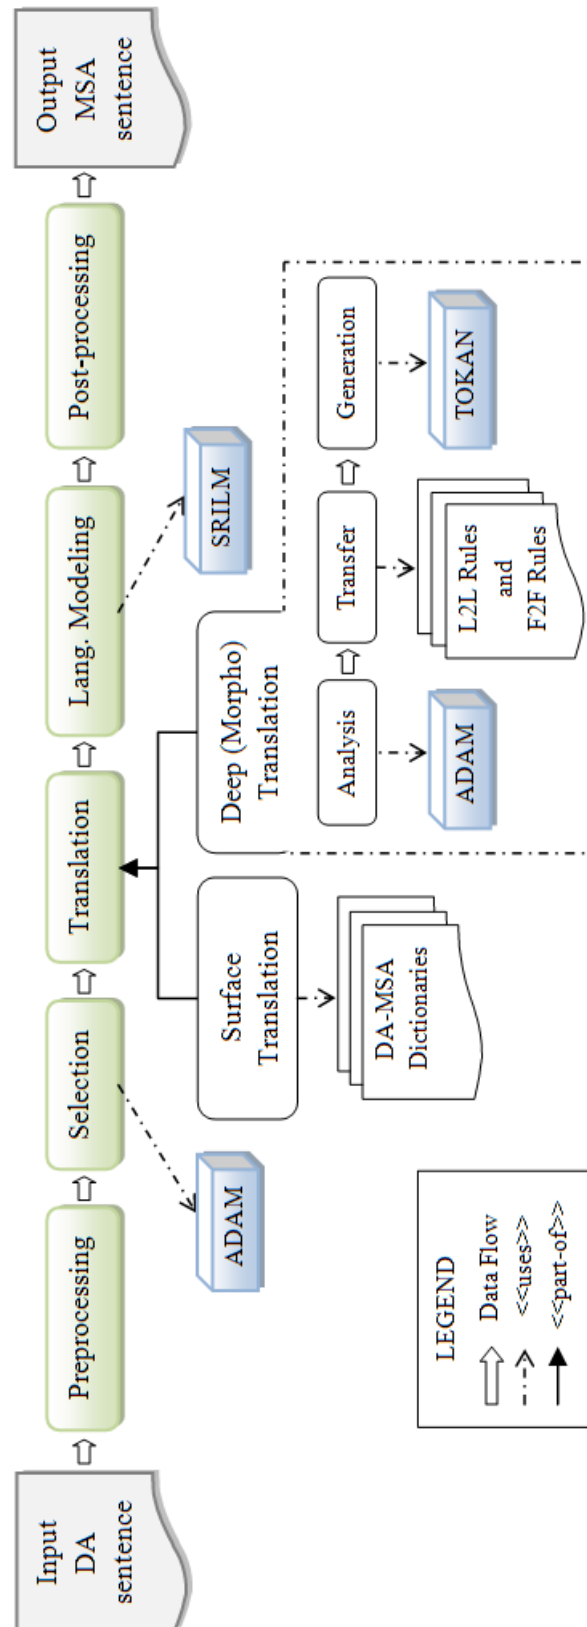 Input
DA
sentence
Preprocessing
Selection
Translation
Lang. Modeling
Post-processing
Output
MSA
sentence
ADAM
SRILM
Surface
Translation
Deep (Morpho)
Translation
DA-MSA
Dictionaries
Analysis
Transfer
Generation
ADAM
L2L Rules
and
F2F Rules
TOKAN
LEGEND
Data Flow
<<uses>>
<<part-of>>